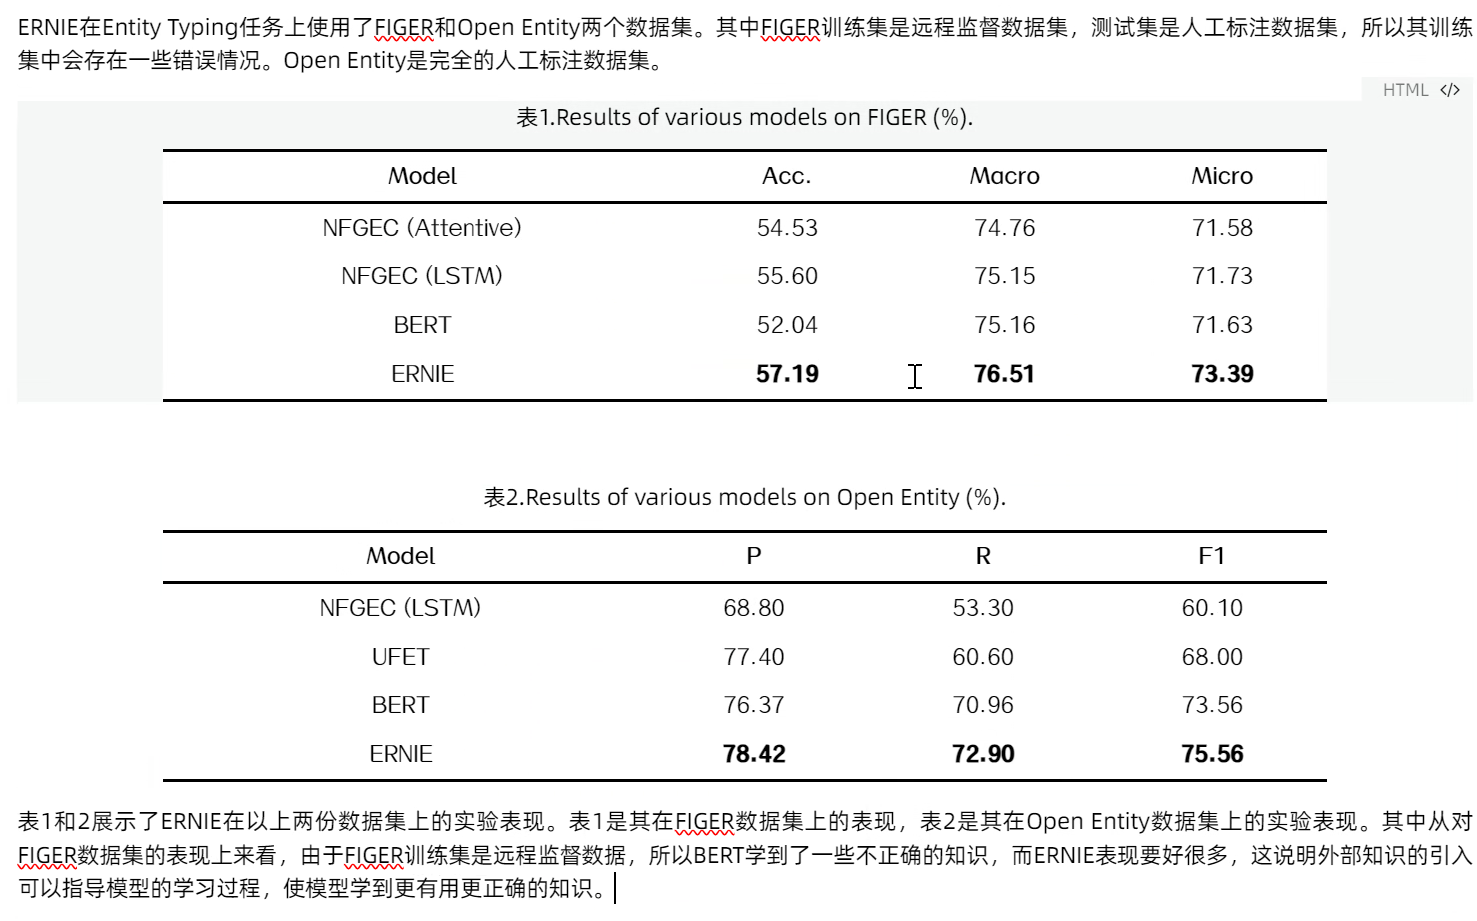 ERNIE在Entity Typing任务上使用了FIGER和Open Entity两个数据集。其中FIGER训练集是远程监督数据集，测试集是人工标注数据集，所以其训练
集中会存在一些错误情况。Open Entity是完全的人工标注数据集。
HTML </>
表1.Results of various models on FIGER (%).
Model Acc. Macro Micro
NFGEC (Attentive) 54.53 74.76 71.58
NFGEC (LSTM) 55.60 75.15 71.73
BERT 52.04 75.16 71.63
ERNIE 57.19 76.51 73.39
表2.Results of various models on Open Entity (%).
Model P R F1
NFGEC (LSTM) 68.80 53.30 60.10
UFET 77.40 60.60 68.00
BERT 76.37 70.96 73.56
ERNIE 78.42 72.90 75.56
表1和2展示了ERNIE在以上两份数据集上的实验表现。表1是其在FIGER数据集上的表现，表2是其在Open Entity数据集上的实验表现。其中从对
FIGER数据集的表现上来看，由于FIGER训练集是远程监督数据，所以BERT学到了一些不正确的知识，而ERNIE表现要好很多，这说明外部知识的引入
可以指导模型的学习过程，使模型学到更有用更正确的知识。